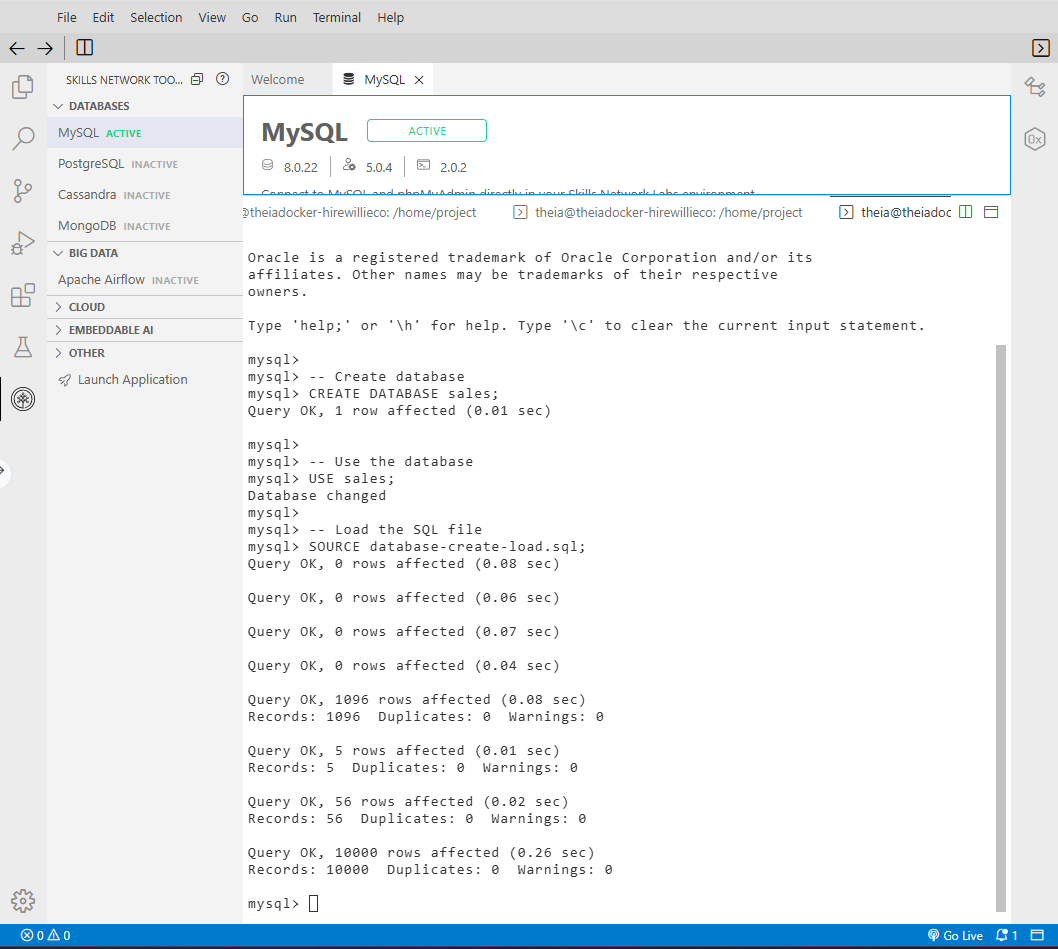 File Edit Selection View Go Run Terminal Help
SKILLS NETWORK TOO...
Welcome
MySQL
DATABASES
MySQL ACTIVE
PostgreSQL INACTIVE
Cassandra INACTIVE
MongoDB INACTIVE
BIG DATA
Apache Airflow INACTIVE
CLOUD
EMBEDDABLE AI
OTHER
Launch Application
MySQL ACTIVE
8.0.22 5.0.4 2.0.2
Connect to MySQL and phpMyAdmin directly in your Skills Network Labs environment
@theiadocker-hirewillieco: /home/project theia@theiadocker-hirewillieco: /home/project theia@theiadoc
Oracle is a registered trademark of Oracle Corporation and/or its
affiliates. Other names may be trademarks of their respective
owners.
Type 'help;' or '\h' for help. Type '\c' to clear the current input statement.
mysql>
mysql> -- Create database
mysql> CREATE DATABASE sales;
Query OK, 1 row affected (0.01 sec)
mysql>
mysql> -- Use the database
mysql> USE sales;
Database changed
mysql>
mysql> -- Load the SQL file
mysql> SOURCE database-create-load.sql;
Query OK, 0 rows affected (0.08 sec)
Query OK, 0 rows affected (0.06 sec)
Query OK, 0 rows affected (0.07 sec)
Query OK, 0 rows affected (0.04 sec)
Query OK, 1096 rows affected (0.08 sec)
Records: 1096  Duplicates: 0  Warnings: 0
Query OK, 5 rows affected (0.01 sec)
Records: 5  Duplicates: 0  Warnings: 0
Query OK, 56 rows affected (0.02 sec)
Records: 56  Duplicates: 0  Warnings: 0
Query OK, 10000 rows affected (0.26 sec)
Records: 10000  Duplicates: 0  Warnings: 0
mysql>
0x
0 0
Go Live 1